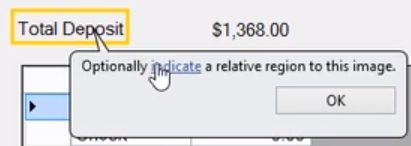 Total Deposit $1,368.00
Optionally indicate a relative region to this image.
OK